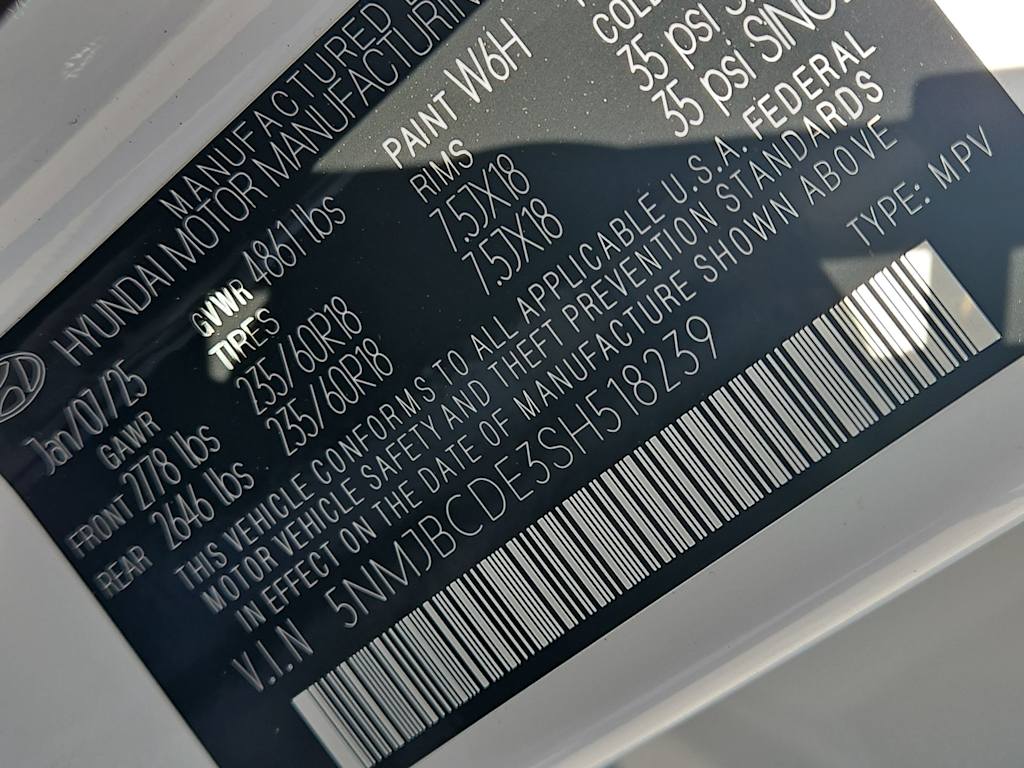 MANUFACTURED
HYUNDAI MOTOR MANUFACTURIN
Jan/07/25 GVWR 4861 lbs PAINT W6H
GAWR TIRES RIMS COLD
FRONT 2778 lbs 235/60R18 7.5JX18 35 psi
REAR 2646 lbs 235/60R18 7.5JX18 35 psi
THIS VEHICLE CONFORMS TO ALL APPLICABLE U.S.A. FEDERAL
MOTOR VEHICLE SAFETY AND THEFT PREVENTION STANDARDS
IN EFFECT ON THE DATE OF MANUFACTURE SHOWN ABOVE
V.I.N 5NMJBCDE3SH518239 TYPE: MPV